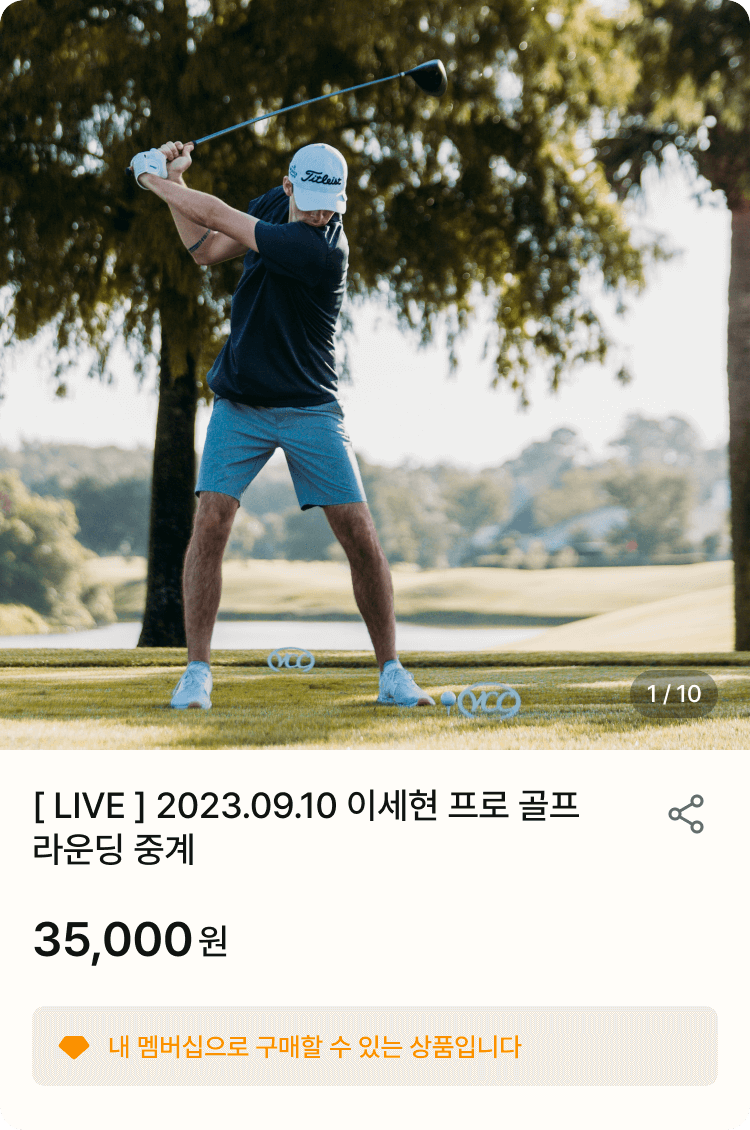 Titleist
VCC
VCC
1 / 10
[ LIVE ] 2023.09.10 이세현 프로 골프
라운딩 중계
35,000원
내 멤버십으로 구매할 수 있는 상품입니다